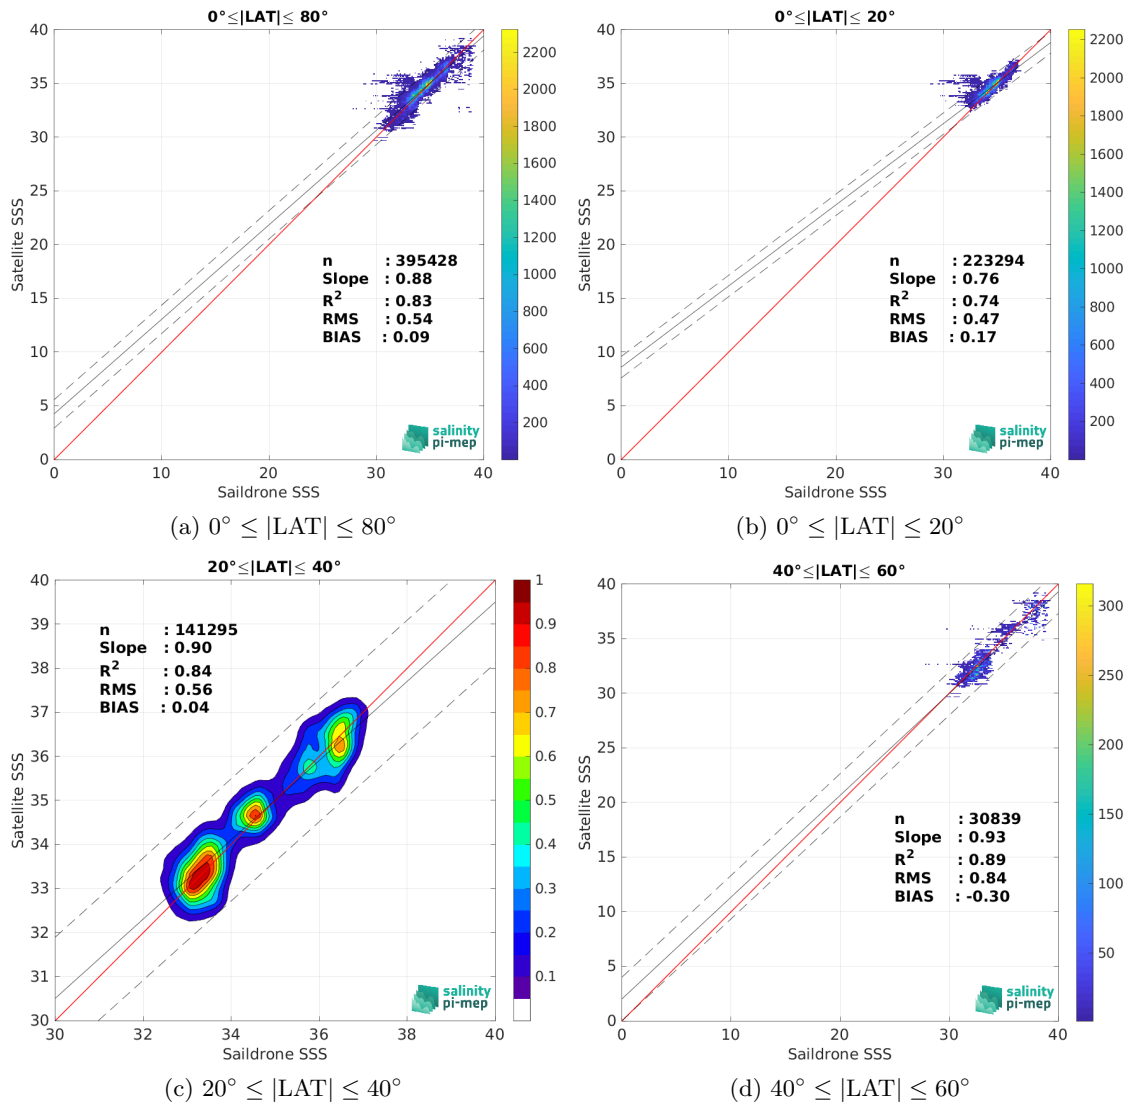 0°≤|LAT|≤ 80°
Satellite SSS
40
35
30
25
20
15
10
5
0
0
10
20
30
40
Saildrone SSS
n : 395428
Slope : 0.88
R² : 0.83
RMS : 0.54
BIAS : 0.09
salinity
pi-mep
2200
2000
1800
1600
1400
1200
1000
800
600
400
200
(a) 0° ≤ |LAT| ≤ 80°
0°≤|LAT|≤ 20°
Satellite SSS
40
35
30
25
20
15
10
5
0
0
10
20
30
40
Saildrone SSS
n : 223294
Slope : 0.76
R² : 0.74
RMS : 0.47
BIAS : 0.17
salinity
pi-mep
2200
2000
1800
1600
1400
1200
1000
800
600
400
200
(b) 0° ≤ |LAT| ≤ 20°
20°≤|LAT|≤ 40°
Satellite SSS
40
39
38
37
36
35
34
33
32
31
30
30
32
34
36
38
40
Saildrone SSS
n : 141295
Slope : 0.90
R² : 0.84
RMS : 0.56
BIAS : 0.04
salinity
pi-mep
1
0.9
0.8
0.7
0.6
0.5
0.4
0.3
0.2
0.1
(c) 20° ≤ |LAT| ≤ 40°
40°≤|LAT|≤ 60°
Satellite SSS
40
35
30
25
20
15
10
5
0
0
10
20
30
40
Saildrone SSS
n : 30839
Slope : 0.93
R² : 0.89
RMS : 0.84
BIAS : -0.30
salinity
pi-mep
300
250
200
150
100
50
(d) 40° ≤ |LAT| ≤ 60°